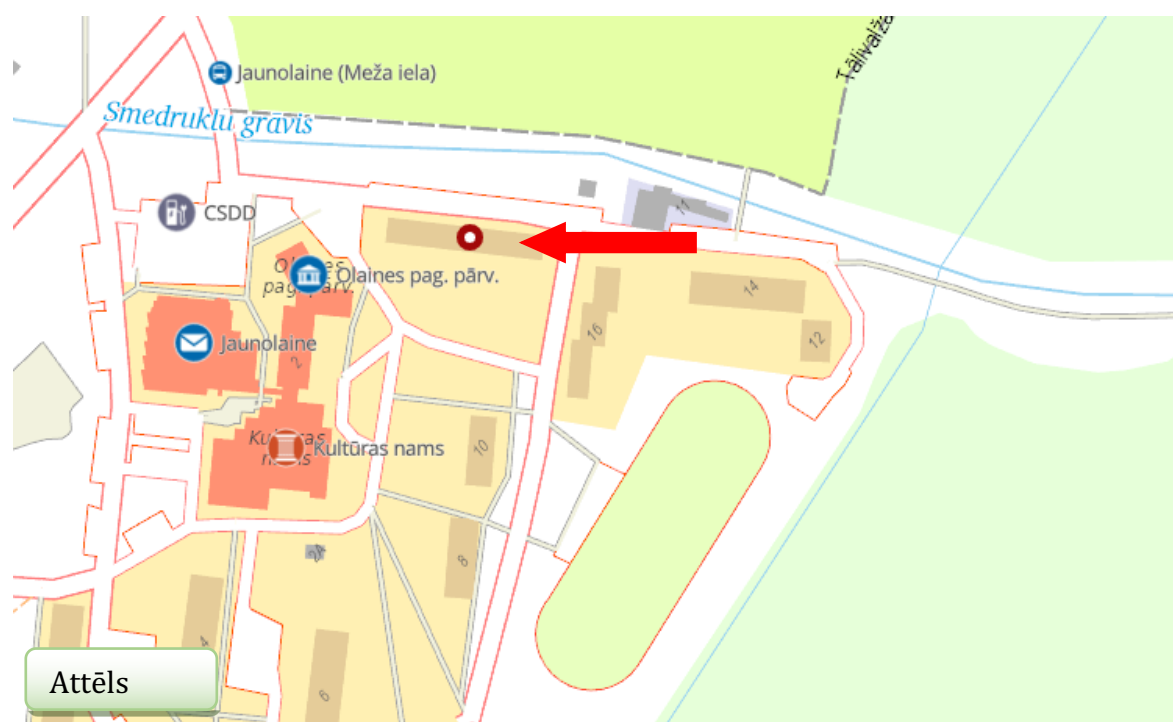 Jaunolaine (Meža iela)
Smedruklu grāvis
CSDD
11
Olaines pag. pārv.
Olaines
pag. pārv.
14
16
12
Jaunolaine
2
Kultūras nams
Kultūras
nams
10
8
2A
4
6
Attēls